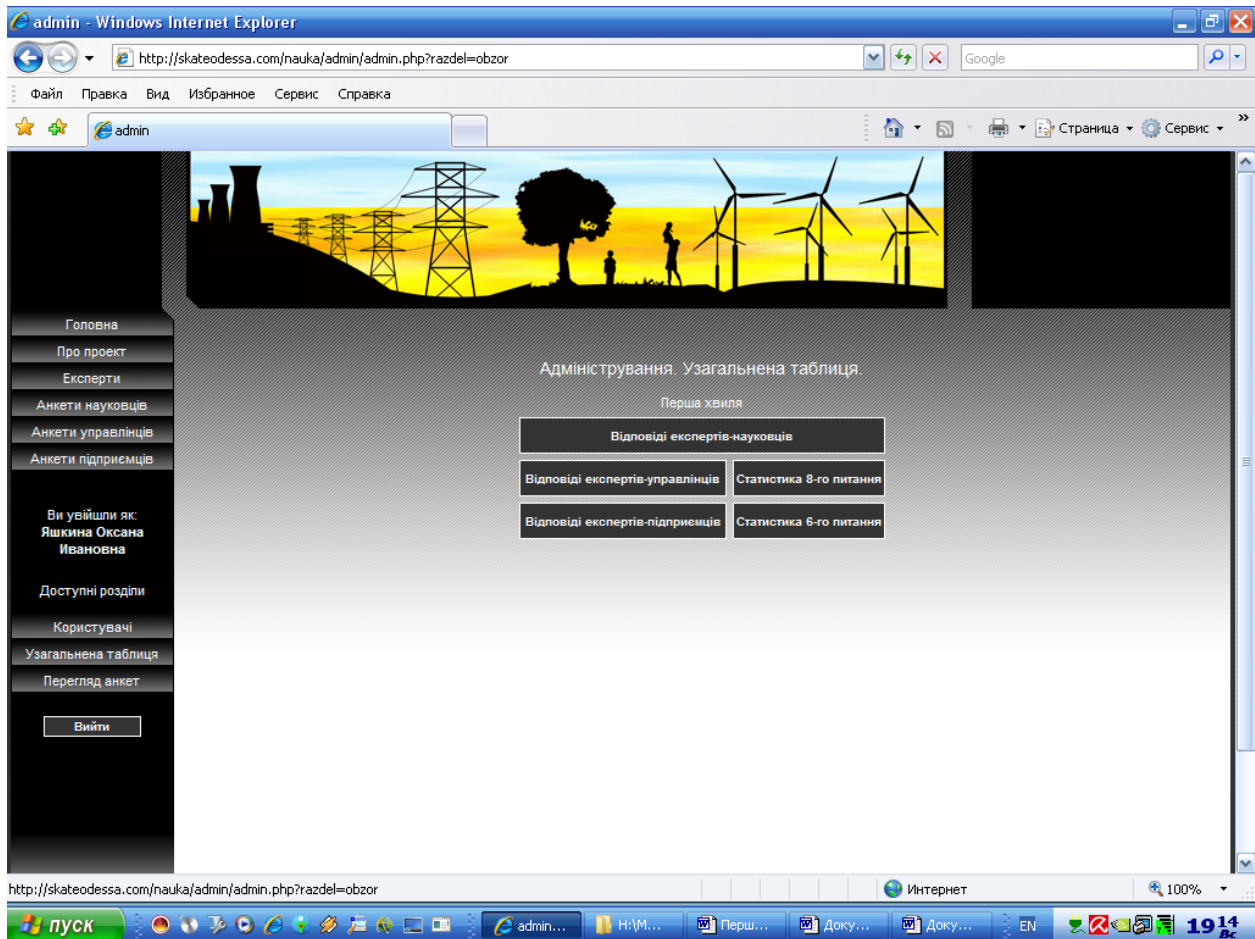 admin - Windows Internet Explorer
http://skateodessa.com/nauka/admin/admin.php?razdel=obzor
Google
Файл Правка Вид Избранное Сервис Справка
admin
Страница Сервис
Головна
Про проект
Експерти
Анкети науковців
Анкети управлінців
Анкети підприємців
Ви увійшли як:
Яшкина Оксана
Ивановна
Доступні розділи
Користувачі
Узагальнена таблиця
Перегляд анкет
Вийти
Адміністрування. Узагальнена таблиця.
Перша хвиля
Відповіді експертів-науковців
Відповіді експертів-управлінців Статистика 8-го питання
Відповіді експертів-підприємців Статистика 6-го питання
http://skateodessa.com/nauka/admin/admin.php?razdel=obzor
Интернет
100%
пуск
admin...
H:\M...
Перш...
Доку...
Доку...
EN
19 14
Вс